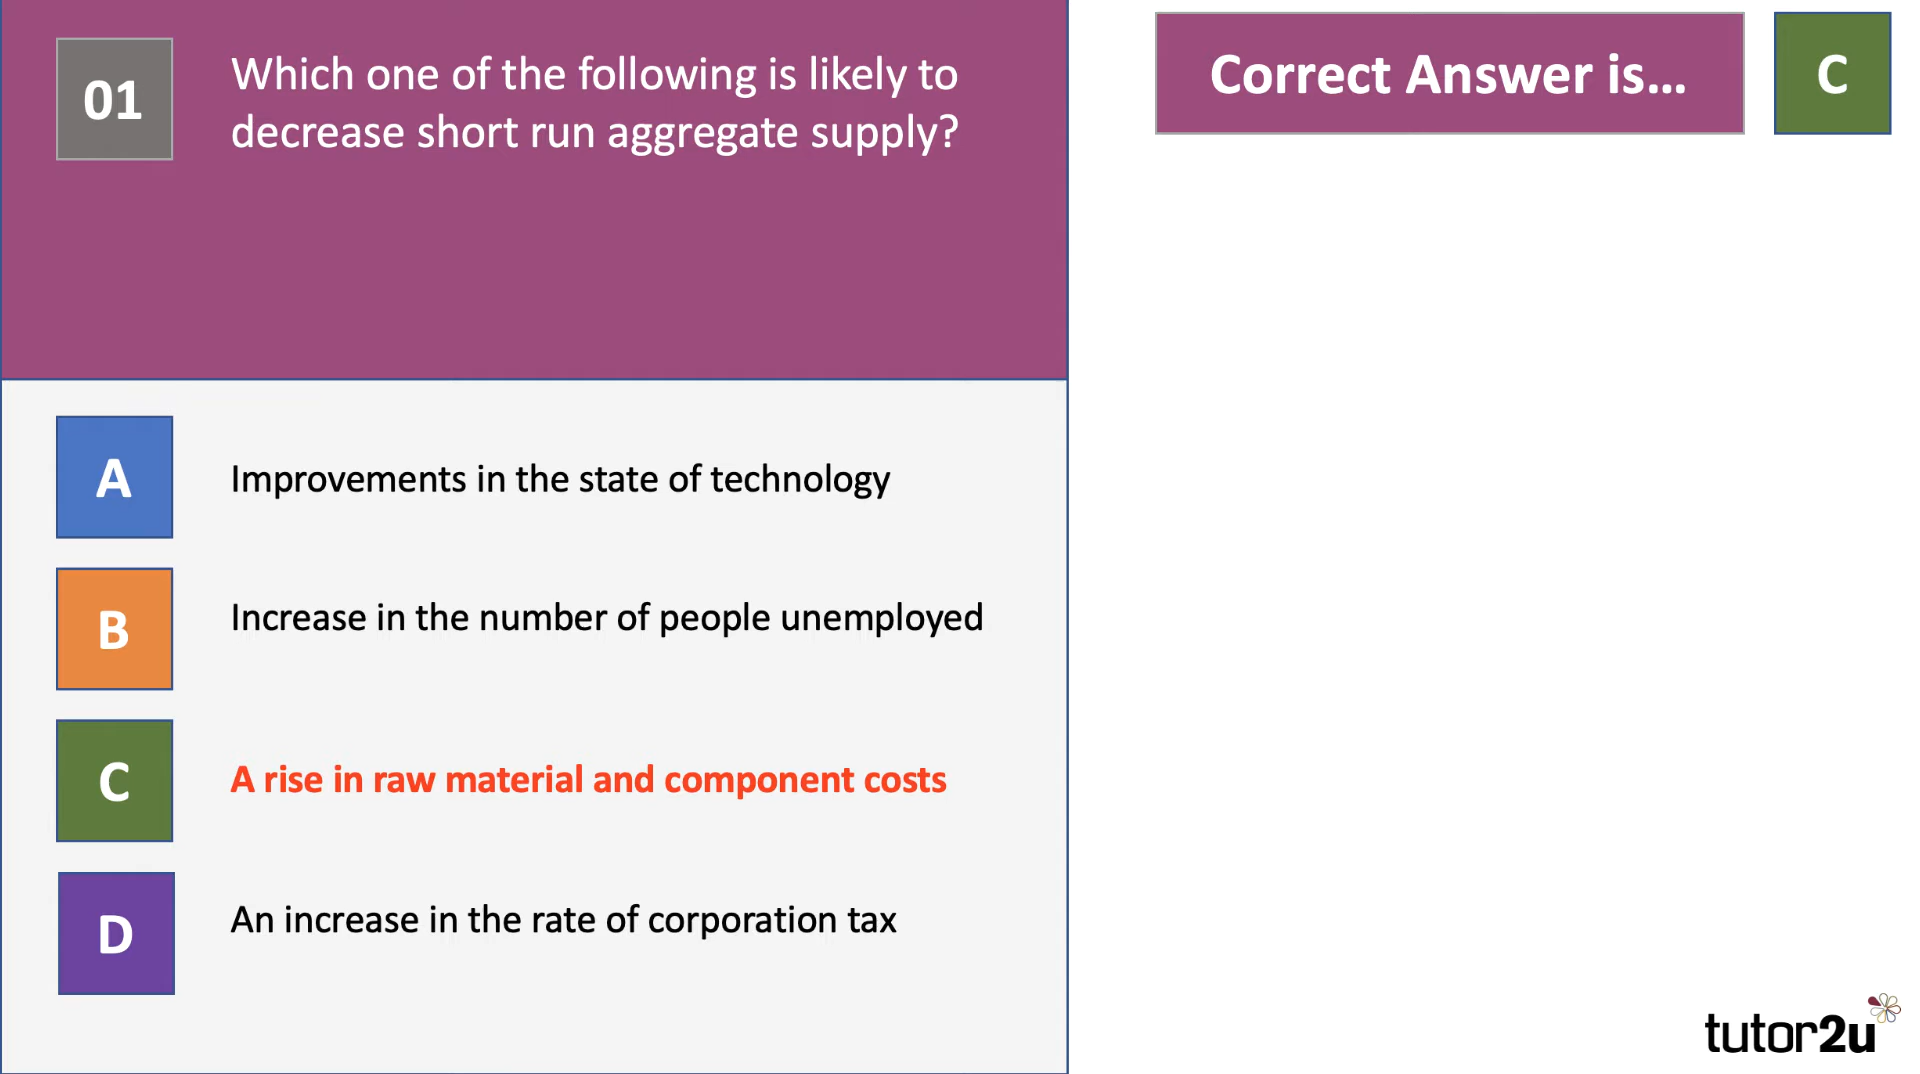 01
Which one of the following is likely to
decrease short run aggregate supply?
A
Improvements in the state of technology
B
Increase in the number of people unemployed
C
A rise in raw material and component costs
D
An increase in the rate of corporation tax
Correct Answer is...
C
tutor2u